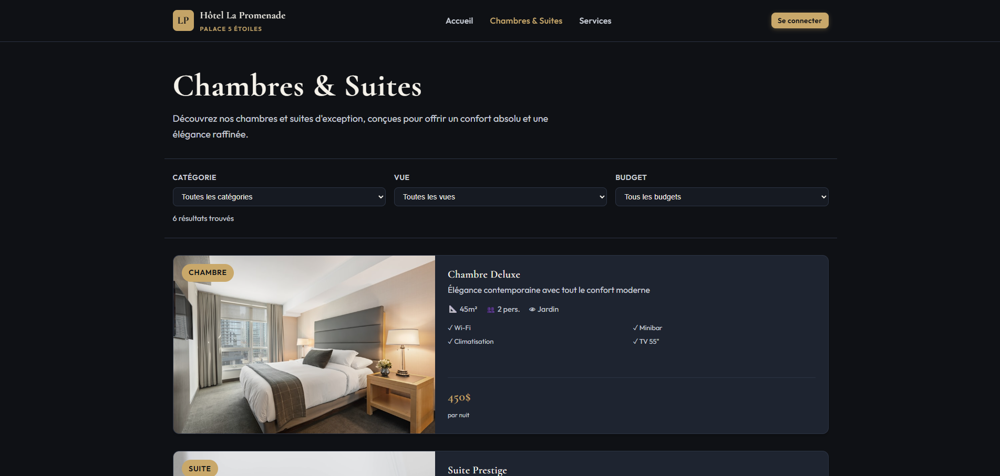 LP
Hôtel La Promenade
PALACE 5 ÉTOILES
Accueil
Chambres & Suites
Services
Se connecter
Chambres & Suites
Découvrez nos chambres et suites d'exception, conçues pour offrir un confort absolu et une
élégance raffinée.
CATÉGORIE
VUE
BUDGET
Toutes les catégories
Toutes les vues
Tous les budgets
6 résultats trouvés
CHAMBRE
Chambre Deluxe
Élégance contemporaine avec tout le confort moderne
45m²
2 pers.
Jardin
✓ Wi-Fi
✓ Minibar
✓ Climatisation
✓ TV 55"
450$
par nuit
SUITE
Suite Prestige